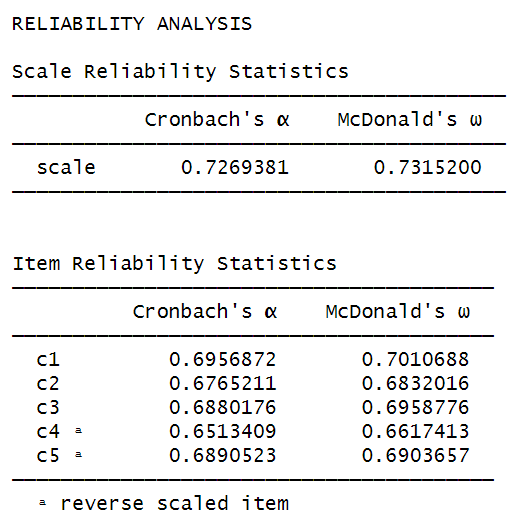 RELIABILITY ANALYSIS
Scale Reliability Statistics
Cronbach's α McDonald's ω
scale 0.7269381 0.7315200
Item Reliability Statistics
Cronbach's α McDonald's ω
c1 0.6956872 0.7010688
c2 0.6765211 0.6832016
c3 0.6880176 0.6958776
c4 ᵃ 0.6513409 0.6617413
c5 ᵃ 0.6890523 0.6903657
ᵃ reverse scaled item